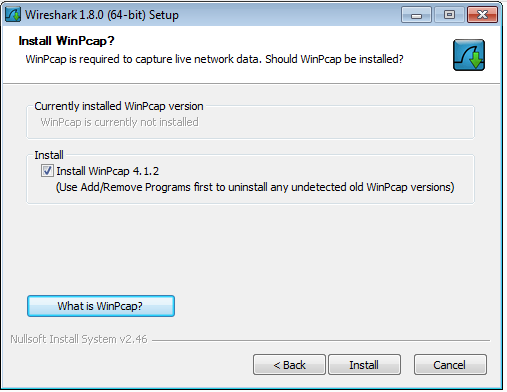 Wireshark 1.8.0 (64-bit) Setup
Install WinPcap?
WinPcap is required to capture live network data. Should WinPcap be installed?
Currently installed WinPcap version
WinPcap is currently not installed
Install
Install WinPcap 4.1.2
(Use Add/Remove Programs first to uninstall any undetected old WinPcap versions)
What is WinPcap?
Nullsoft Install System v2.46
< Back
Install
Cancel